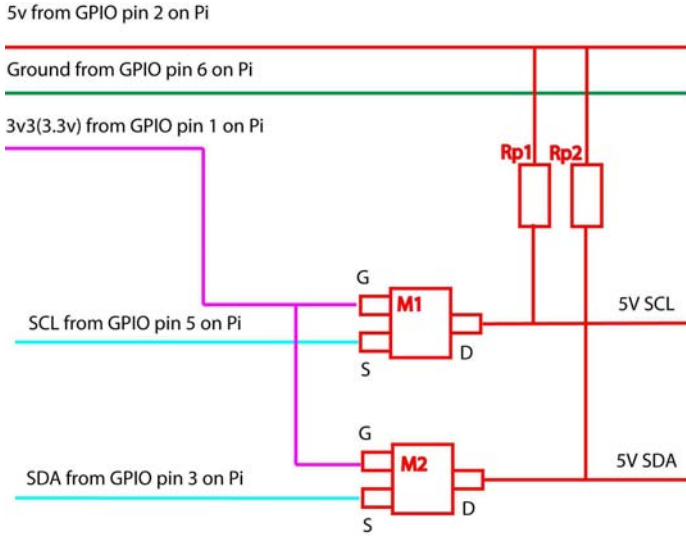 5v from GPIO pin 2 on Pi
Ground from GPIO pin 6 on Pi
3v3(3.3v) from GPIO pin 1 on Pi
Rp1 Rp2
G
M1
5V SCL
SCL from GPIO pin 5 on Pi
D
S
G
M2
5V SDA
SDA from GPIO pin 3 on Pi
D
S